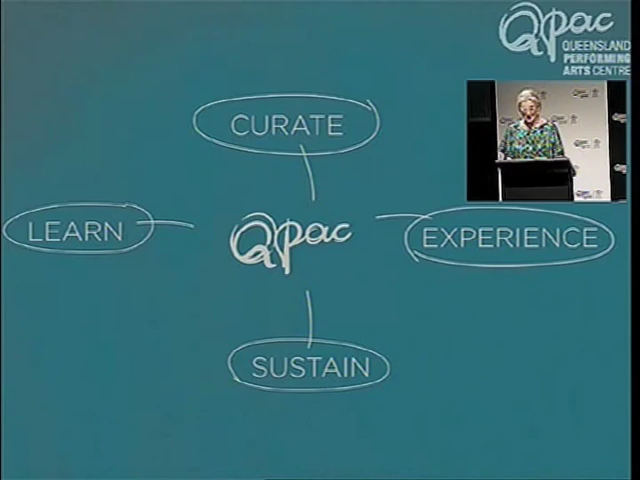 Qpac
QUEENSLAND
PERFORMING
ARTS CENTRE
CURATE
LEARN
Qpac
EXPERIENCE
SUSTAIN